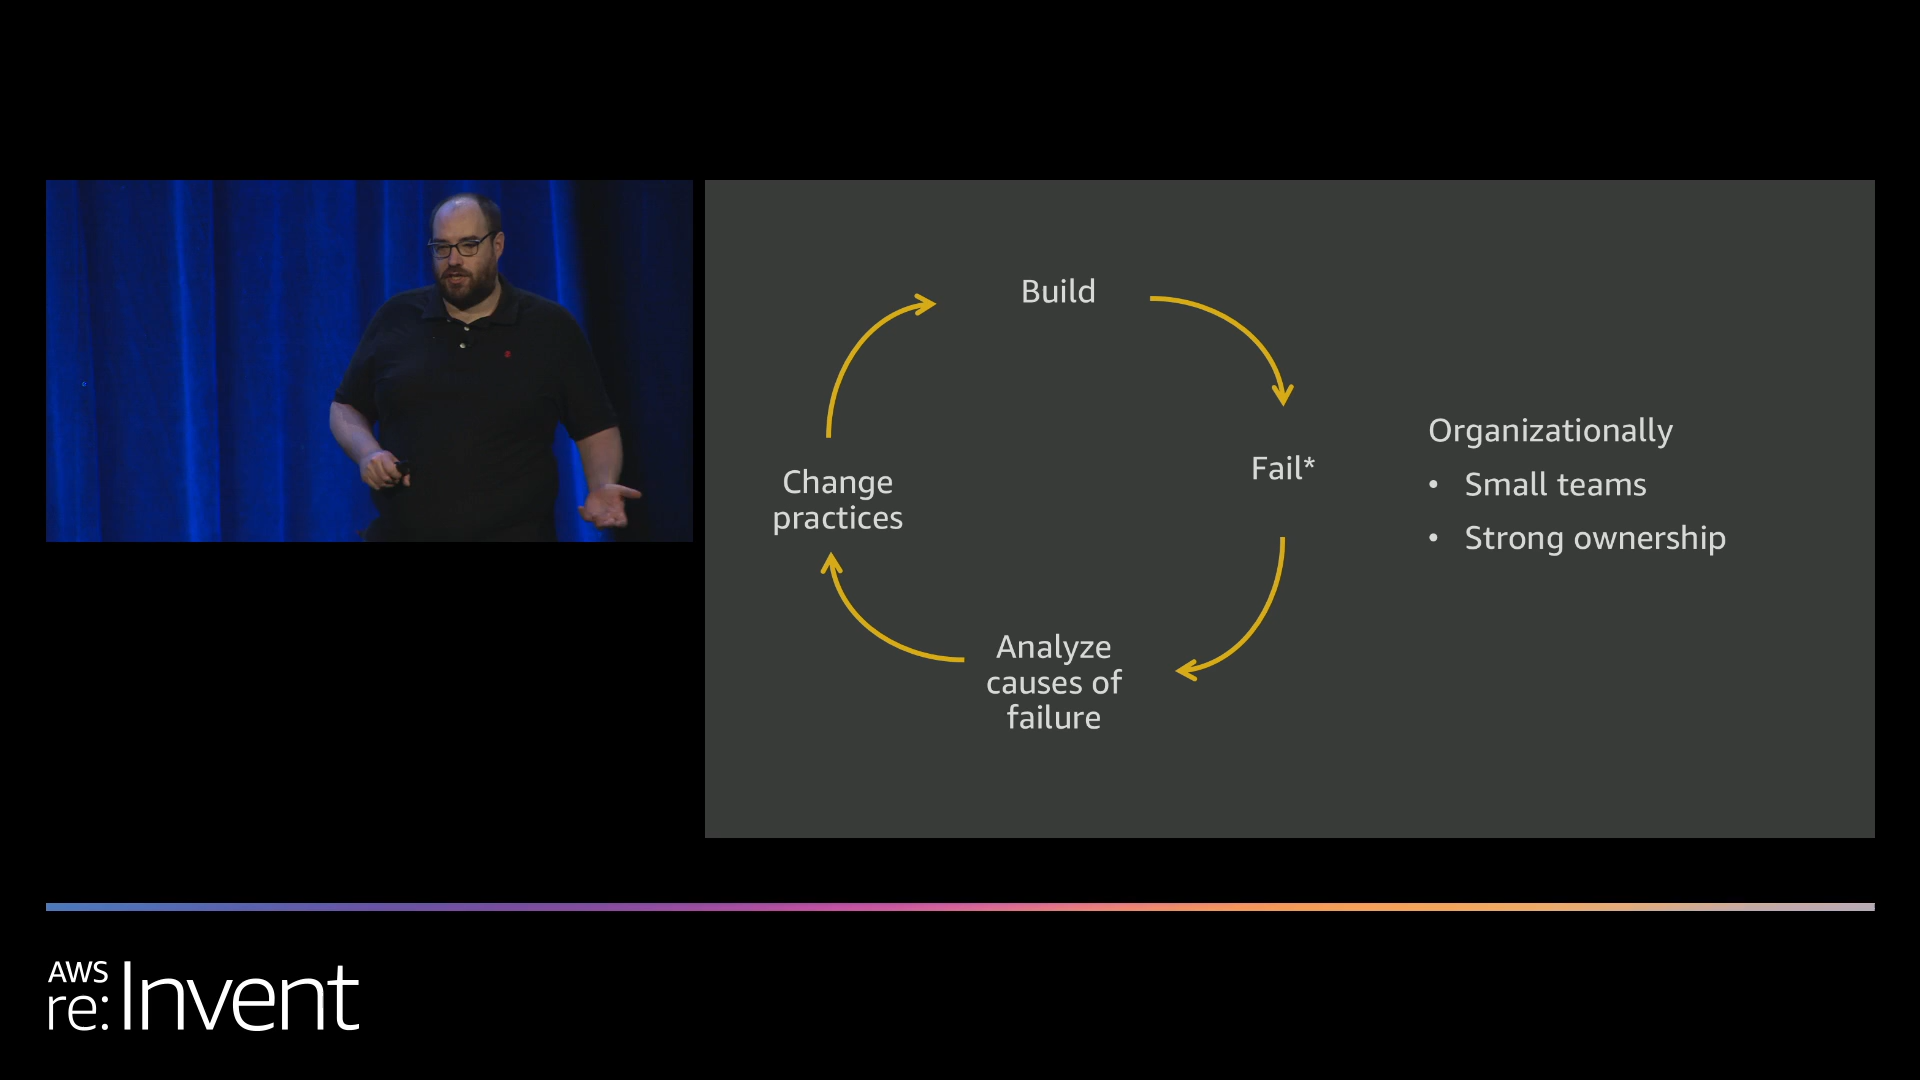 Build
Fail*
Change
practices
Analyze
causes of
failure
Organizationally
• Small teams
• Strong ownership
AWS
re:Invent